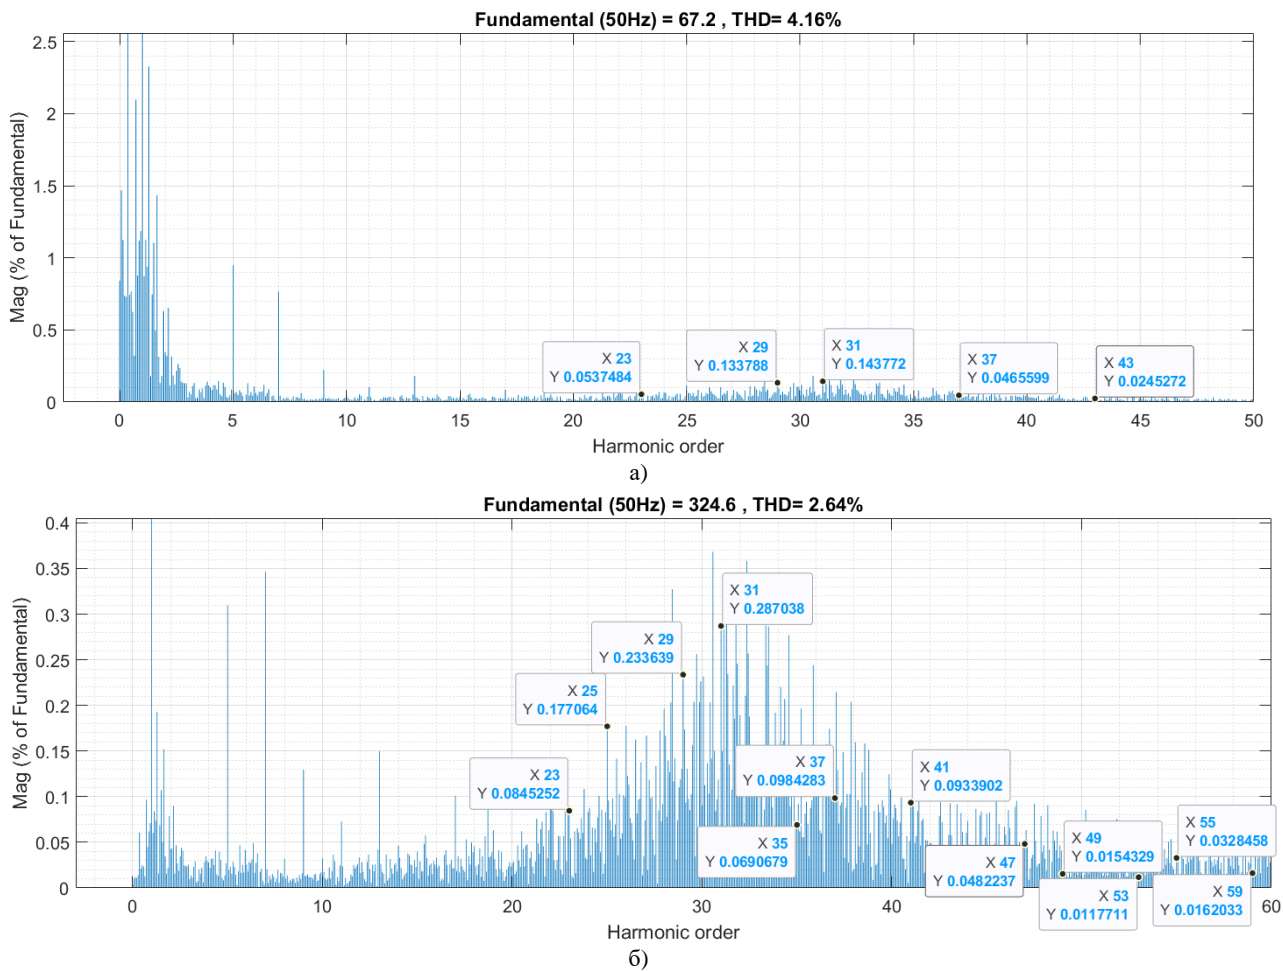 Fundamental (50Hz) = 67.2 , THD= 4.16%
Mag (% of Fundamental)
2.5
2
1.5
1
0.5
0
X 23
Y 0.0537484
X 29
Y 0.133788
X 31
Y 0.143772
X 37
Y 0.0465599
X 43
Y 0.0245272
0 5 10 15 20 25 30 35 40 45 50
Harmonic order
а)
Fundamental (50Hz) = 324.6 , THD= 2.64%
Mag (% of Fundamental)
0.4
0.35
0.3
0.25
0.2
0.15
0.1
0.05
0
X 23
Y 0.0845252
X 25
Y 0.177064
X 29
Y 0.233639
X 31
Y 0.287038
X 35
Y 0.0690679
X 37
Y 0.0984283
X 41
Y 0.0933902
X 47
Y 0.0482237
X 49
Y 0.0154329
X 53
Y 0.0117711
X 55
Y 0.0328458
X 59
Y 0.0162033
0 10 20 30 40 60
Harmonic order
б)